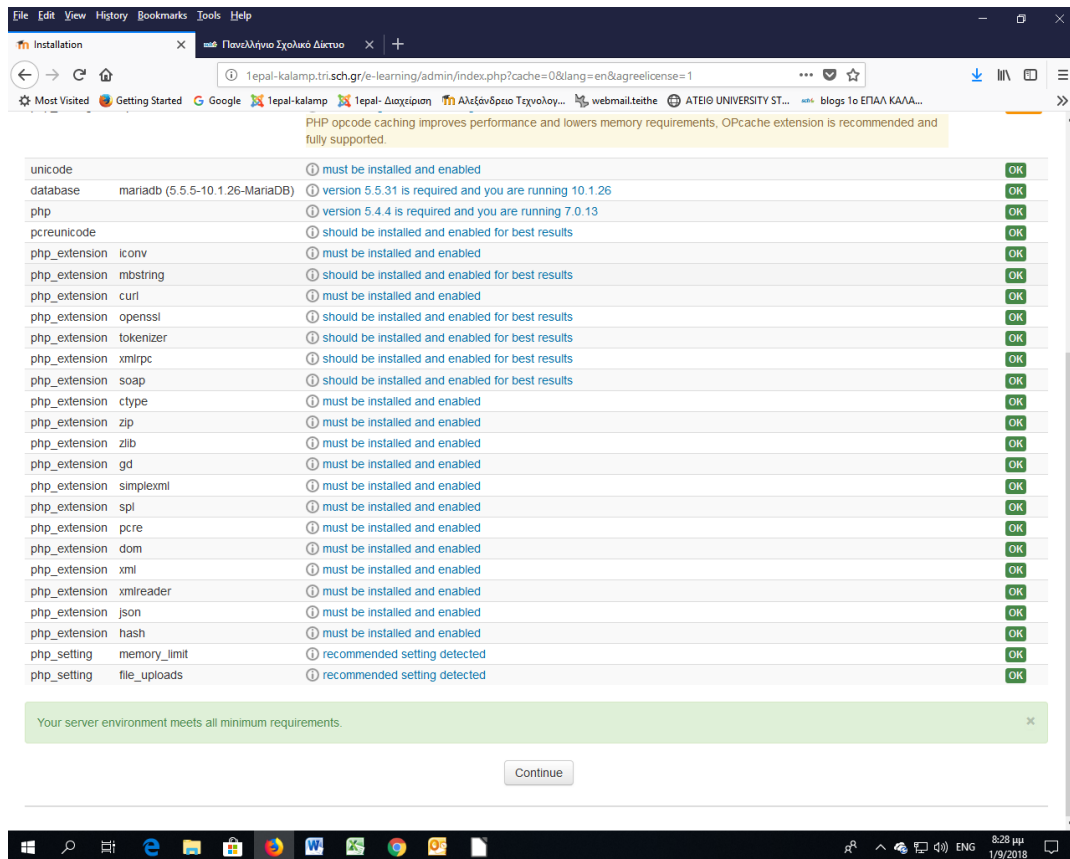 File Edit View History Bookmarks Tools Help
Installation Πανελλήνιο Σχολικό Δίκτυο
1epal-kalamp.tri.sch.gr/e-learning/admin/index.php?cache=0&lang=en&agreelicense=1
Most Visited Getting Started Google 1epal-kalamp 1epal- Διαχείριση Αλεξάνδρειο Τεχνολογ... webmail.teithe ATEIΘ UNIVERSITY ST... blogs 1ο ΕΠΑΛ ΚΑΛΑ...
PHP opcode caching improves performance and lowers memory requirements, OPcache extension is recommended and
fully supported.
unicode must be installed and enabled OK
database mariadb (5.5.5-10.1.26-MariaDB) version 5.5.31 is required and you are running 10.1.26 OK
php version 5.4.4 is required and you are running 7.0.13 OK
pcreunicode should be installed and enabled for best results OK
php_extension iconv must be installed and enabled OK
php_extension mbstring should be installed and enabled for best results OK
php_extension curl must be installed and enabled OK
php_extension openssl should be installed and enabled for best results OK
php_extension tokenizer should be installed and enabled for best results OK
php_extension xmlrpc should be installed and enabled for best results OK
php_extension soap should be installed and enabled for best results OK
php_extension ctype must be installed and enabled OK
php_extension zip must be installed and enabled OK
php_extension zlib must be installed and enabled OK
php_extension gd must be installed and enabled OK
php_extension simplexml must be installed and enabled OK
php_extension spl must be installed and enabled OK
php_extension pcre must be installed and enabled OK
php_extension dom must be installed and enabled OK
php_extension xml must be installed and enabled OK
php_extension xmlreader must be installed and enabled OK
php_extension json must be installed and enabled OK
php_extension hash must be installed and enabled OK
php_setting memory_limit recommended setting detected OK
php_setting file_uploads recommended setting detected OK
Your server environment meets all minimum requirements.
Continue
ENG 8:28 μμ
1/9/2018